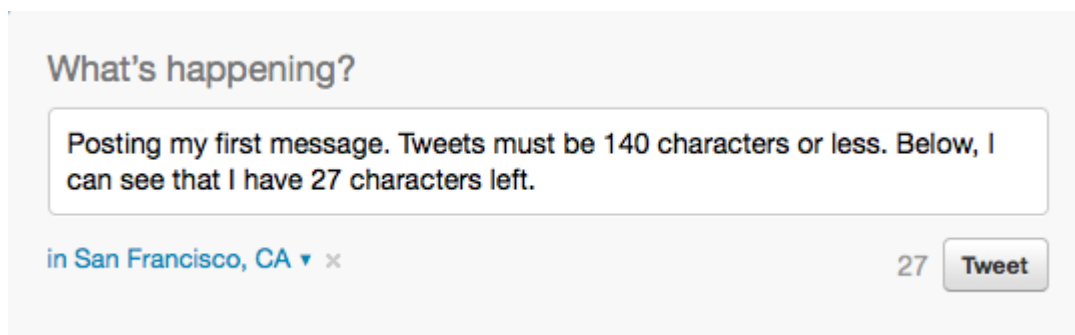 What's happening?
Posting my first message. Tweets must be 140 characters or less. Below, I
can see that I have 27 characters left.
in San Francisco, CA ▾ ×
27 Tweet